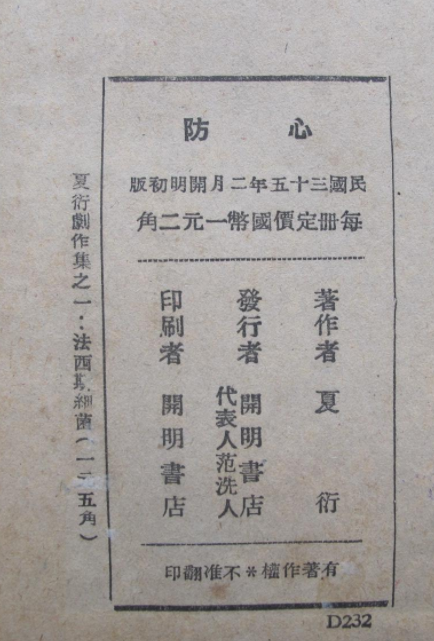 心防
民國三十五年二月開明初版
每冊定價國幣一元二角
著作者 夏衍
發行者 開明書店
代表人范洗人
印刷者 開明書店
有著作權＊不准翻印
夏衍劇作集之一：法西斯細菌（一元五角）
D232